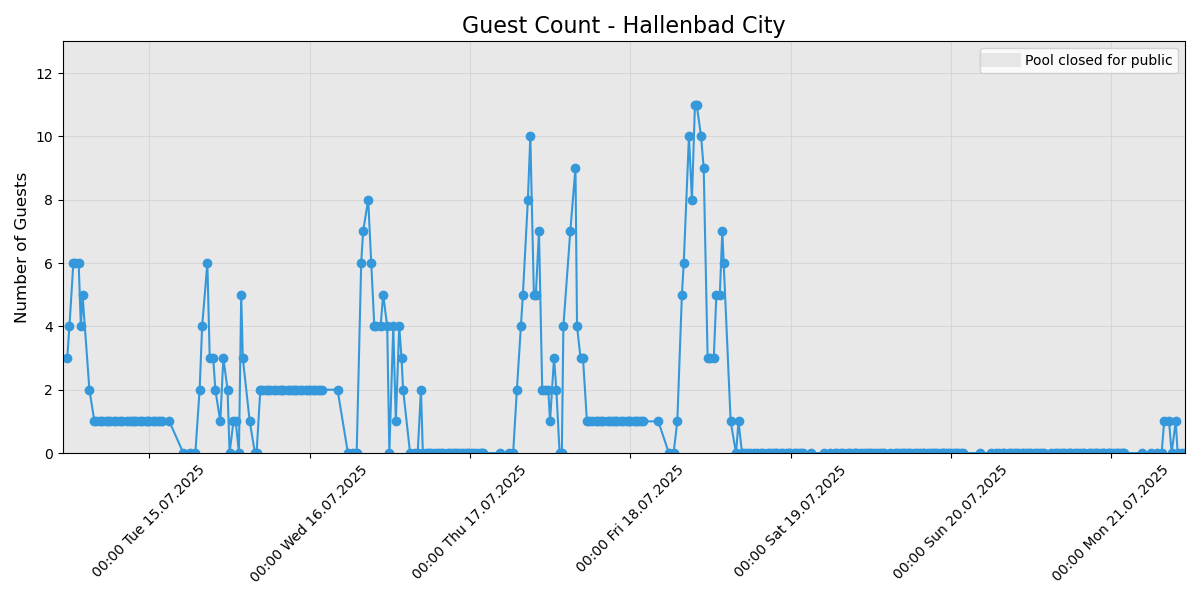 Guest Count - Hallenbad City
Pool closed for public
Number of Guests
12
10
8
6
4
2
0
00:00 Tue 15.07.2025
00:00 Wed 16.07.2025
00:00 Thu 17.07.2025
00:00 Fri 18.07.2025
00:00 Sat 19.07.2025
00:00 Sun 20.07.2025
00:00 Mon 21.07.2025